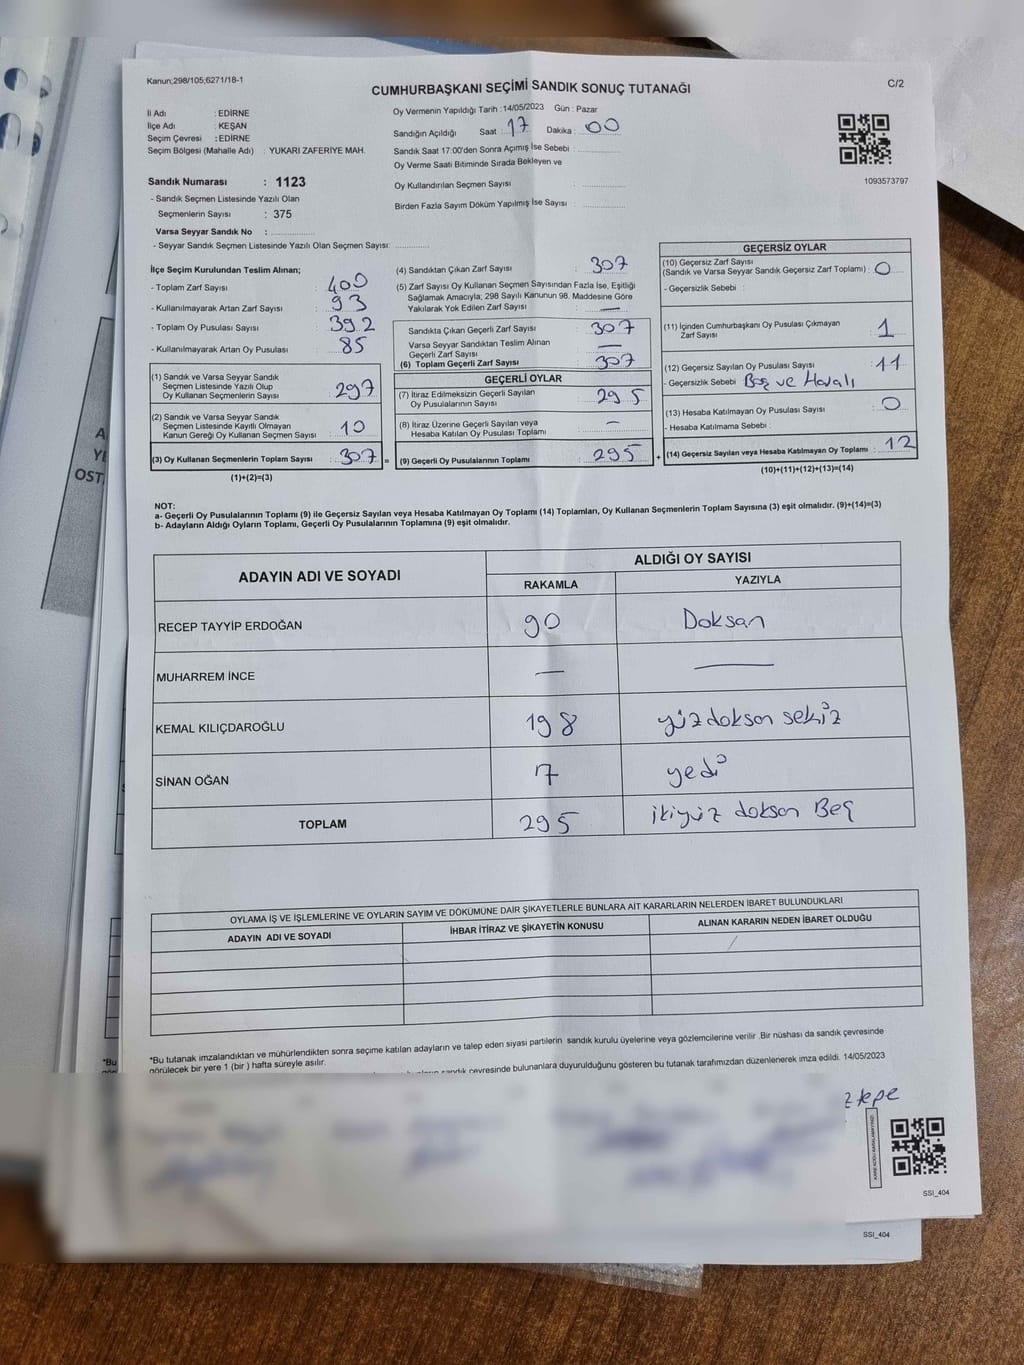 Kanun;298/105;6271/18-1
C/2
CUMHURBAŞKANI SEÇİMİ SANDIK SONUÇ TUTANAĞI
İl Adı : EDİRNE
İlçe Adı : KEŞAN
Seçim Çevresi : EDİRNE
Seçim Bölgesi (Mahalle Adı) : YUKARI ZAFERİYE MAH.
Sandık Numarası : 1123
- Sandık Seçmen Listesinde Yazılı Olan
Seçmenlerin Sayısı : 375
Varsa Seyyar Sandık No :
- Seyyar Sandık Seçmen Listesinde Yazılı Olan Seçmen Sayısı:
Oy Vermenin Yapıldığı Tarih : 14/05/2023 Gün : Pazar
Sandığın Açıldığı Saat : 17 Dakika : 00
Sandık Saat 17:00'den Sonra Açımış İse Sebebi :
Oy Verme Saati Bitiminde Sırada Bekleyen ve
Oy Kullandırılan Seçmen Sayısı :
Birden Fazla Sayım Döküm Yapılmış İse Sayısı :
1093573797
İlçe Seçim Kurulundan Teslim Alınan;
- Toplam Zarf Sayısı : 400
- Kullanılmayarak Artan Zarf Sayısı : 93
- Toplam Oy Pusulası Sayısı : 392
- Kullanılmayarak Artan Oy Pusulası : 85
(1) Sandık ve Varsa Seyyar Sandık
Seçmen Listesinde Yazılı Olup
Oy Kullanan Seçmenlerin Sayısı : 297
(2) Sandık ve Varsa Seyyar Sandık
Seçmen Listesinde Kayıtlı Olmayan
Kanun Gereği Oy Kullanan Seçmen Sayısı : 10
(3) Oy Kullanan Seçmenlerin Toplam Sayısı : 307 =
(1)+(2)=(3)
(4) Sandıktan Çıkan Zarf Sayısı : 307
(5) Zarf Sayısı Oy Kullanan Seçmen Sayısından Fazla İse, Eşitliği
Sağlamak Amacıyla; 298 Sayılı Kanunun 98. Maddesine Göre
Yakılarak Yok Edilen Zarf Sayısı : —
Sandıkta Çıkan Geçerli Zarf Sayısı : 307
Varsa Seyyar Sandıktan Teslim Alınan
Geçerli Zarf Sayısı : —
(6) Toplam Geçerli Zarf Sayısı : 307
GEÇERLİ OYLAR
(7) İtiraz Edilmeksizin Geçerli Sayılan
Oy Pusulalarının Sayısı : 295
(8) İtiraz Üzerine Geçerli Sayılan veya
Hesaba Katılan Oy Pusulası Toplamı : —
(9) Geçerli Oy Pusulalarının Toplamı : 295 +
GEÇERSİZ OYLAR
(10) Geçersiz Zarf Sayısı
(Sandık ve Varsa Seyyar Sandık Geçersiz Zarf Toplamı) : 0
- Geçersizlik Sebebi :
(11) İçinden Cumhurbaşkanı Oy Pusulası Çıkmayan
Zarf Sayısı : 1
(12) Geçersiz Sayılan Oy Pusulası Sayısı : 11
- Geçersizlik Sebebi : Boş ve Hatalı
(13) Hesaba Katılmayan Oy Pusulası Sayısı : 0
- Hesaba Katılmama Sebebi :
(14) Geçersiz Sayılan veya Hesaba Katılmayan Oy Toplamı : 12
(10)+(11)+(12)+(13)=(14)
NOT:
a- Geçerli Oy Pusulalarının Toplamı (9) ile Geçersiz Sayılan veya Hesaba Katılmayan Oy Toplamı (14) Toplamları, Oy Kullanan Seçmenlerin Toplam Sayısına (3) eşit olmalıdır. (9)+(14)=(3)
b- Adayların Aldığı Oyların Toplamı, Geçerli Oy Pusulalarının Toplamına (9) eşit olmalıdır.
ADAYIN ADI VE SOYADI
ALDIĞI OY SAYISI
RAKAMLA YAZIYLA
RECEP TAYYİP ERDOĞAN 90 Doksan
MUHARREM İNCE — —
KEMAL KILIÇDAROĞLU 198 yüzdoksan sekiz
SİNAN OĞAN 7 yedi
TOPLAM 295 ikiyüz doksan Beş
OYLAMA İŞ VE İŞLEMLERİNE VE OYLARIN SAYIM VE DÖKÜMÜNE DAİR ŞİKAYETLERLE BUNLARA AİT KARARLARIN NELERDEN İBARET BULUNDUKLARI
ADAYIN ADI VE SOYADI İHBAR İTİRAZ VE ŞİKAYETİN KONUSU ALINAN KARARIN NEDEN İBARET OLDUĞU
*Bu tutanak imzalandıktan ve mühürlendikten sonra seçime katılan adayların ve talep eden siyasi partilerin sandık kurulu üyelerine veya gözlemcilerine verilir. Bir nüshası da sandık çevresinde
görülecek bir yere 1 (bir ) hafta süreyle asılır.
sandık çevresinde bulunanlara duyurulduğunu gösteren bu tutanak tarafımızdan düzenlenerek imza edildi. 14/05/2023
ztepe
SSI_404
SSI_404
*Bu